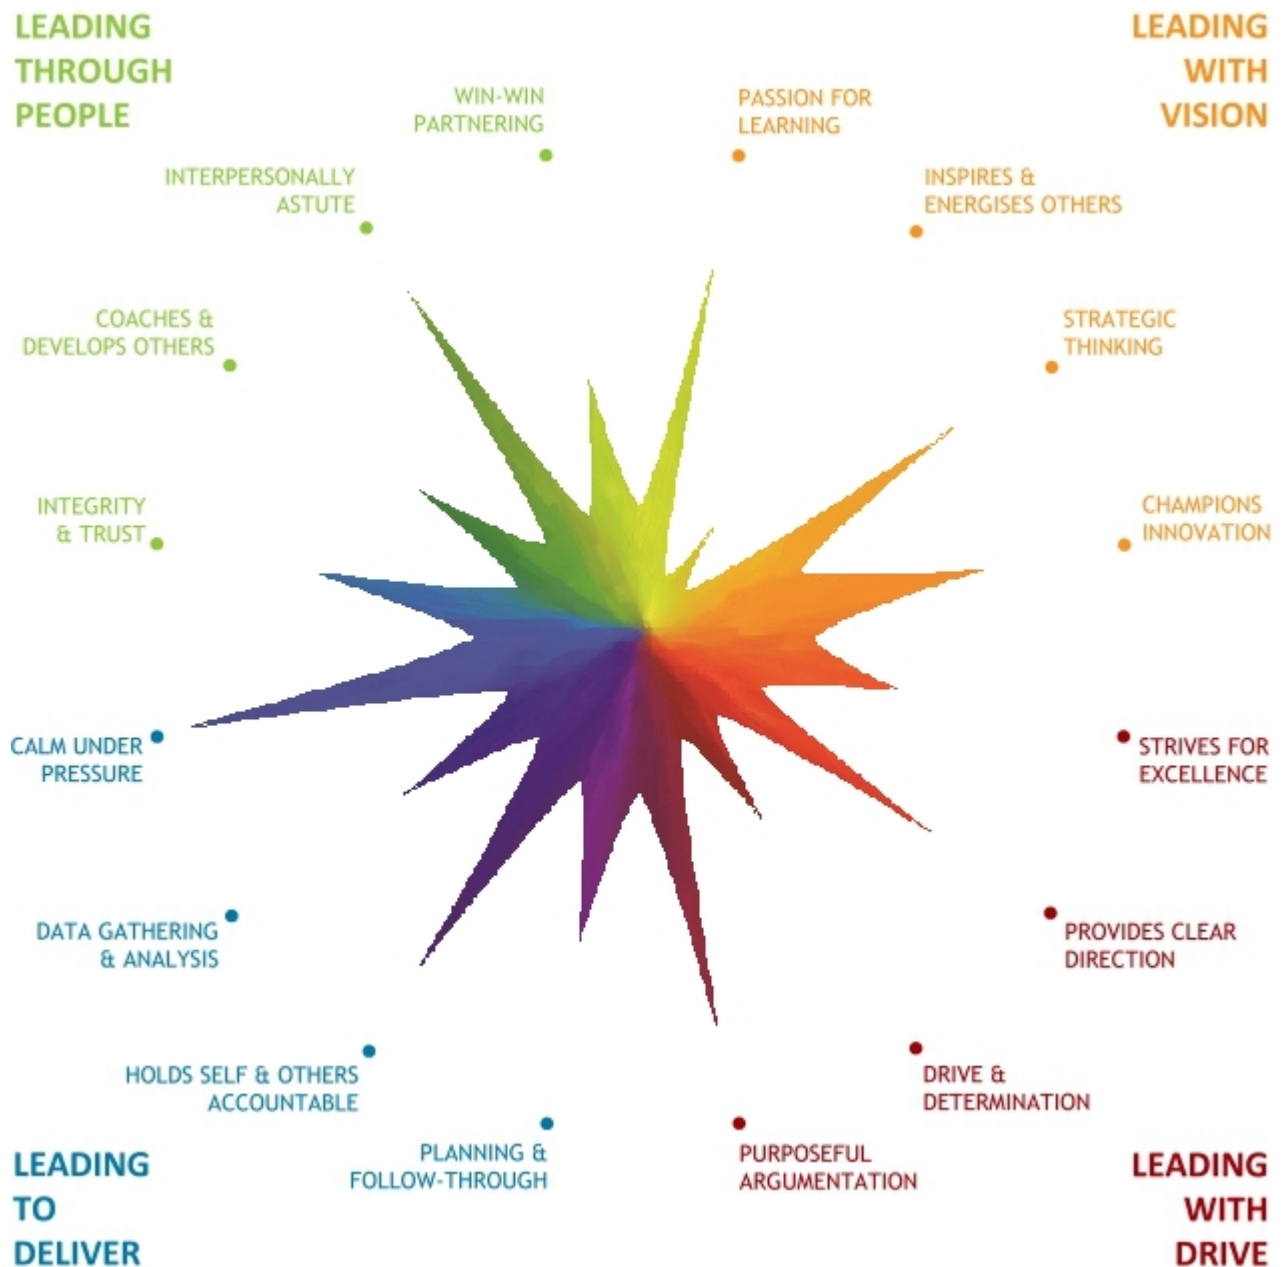 LEADING
THROUGH
PEOPLE
LEADING
WITH
VISION
WIN-WIN
PARTNERING
PASSION FOR
LEARNING
INTERPERSONALLY
ASTUTE
INSPIRES &
ENERGISES OTHERS
COACHES &
DEVELOPS OTHERS
STRATEGIC
THINKING
INTEGRITY
& TRUST
CHAMPIONS
INNOVATION
CALM UNDER
PRESSURE
STRIVES FOR
EXCELLENCE
DATA GATHERING
& ANALYSIS
PROVIDES CLEAR
DIRECTION
HOLDS SELF & OTHERS
ACCOUNTABLE
DRIVE &
DETERMINATION
PLANNING &
FOLLOW-THROUGH
PURPOSEFUL
ARGUMENTATION
LEADING
TO
DELIVER
LEADING
WITH
DRIVE